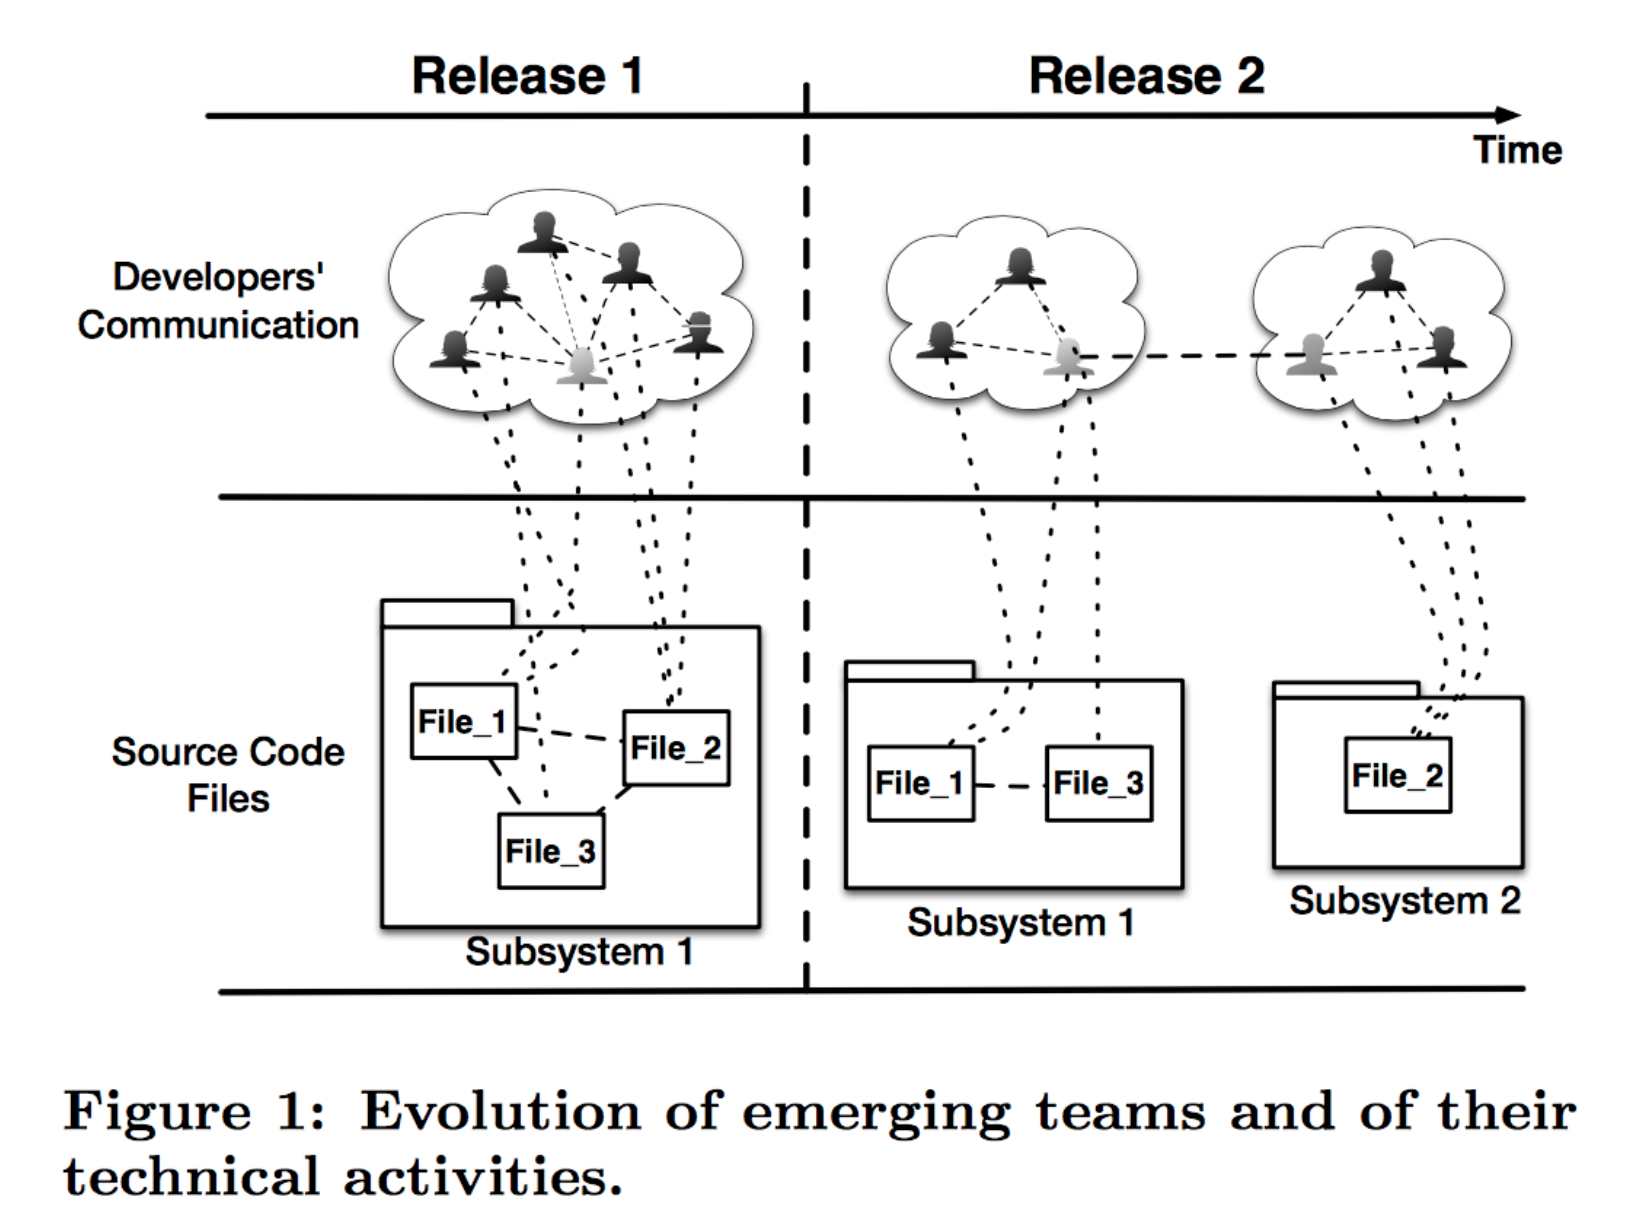 Release 1
Release 2
Time
Developers'
Communication
Source Code
Files
File_1
File_2
File_3
Subsystem 1
File_1
File_3
Subsystem 1
File_2
Subsystem 2
Figure 1: Evolution of emerging teams and of their
technical activities.